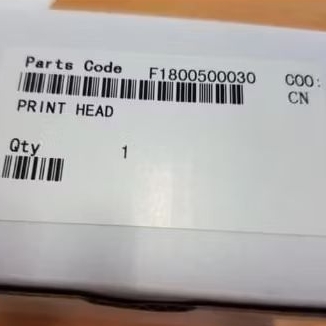 Parts Code F1800500030 COO:
CN
PRINT HEAD
Qty 1